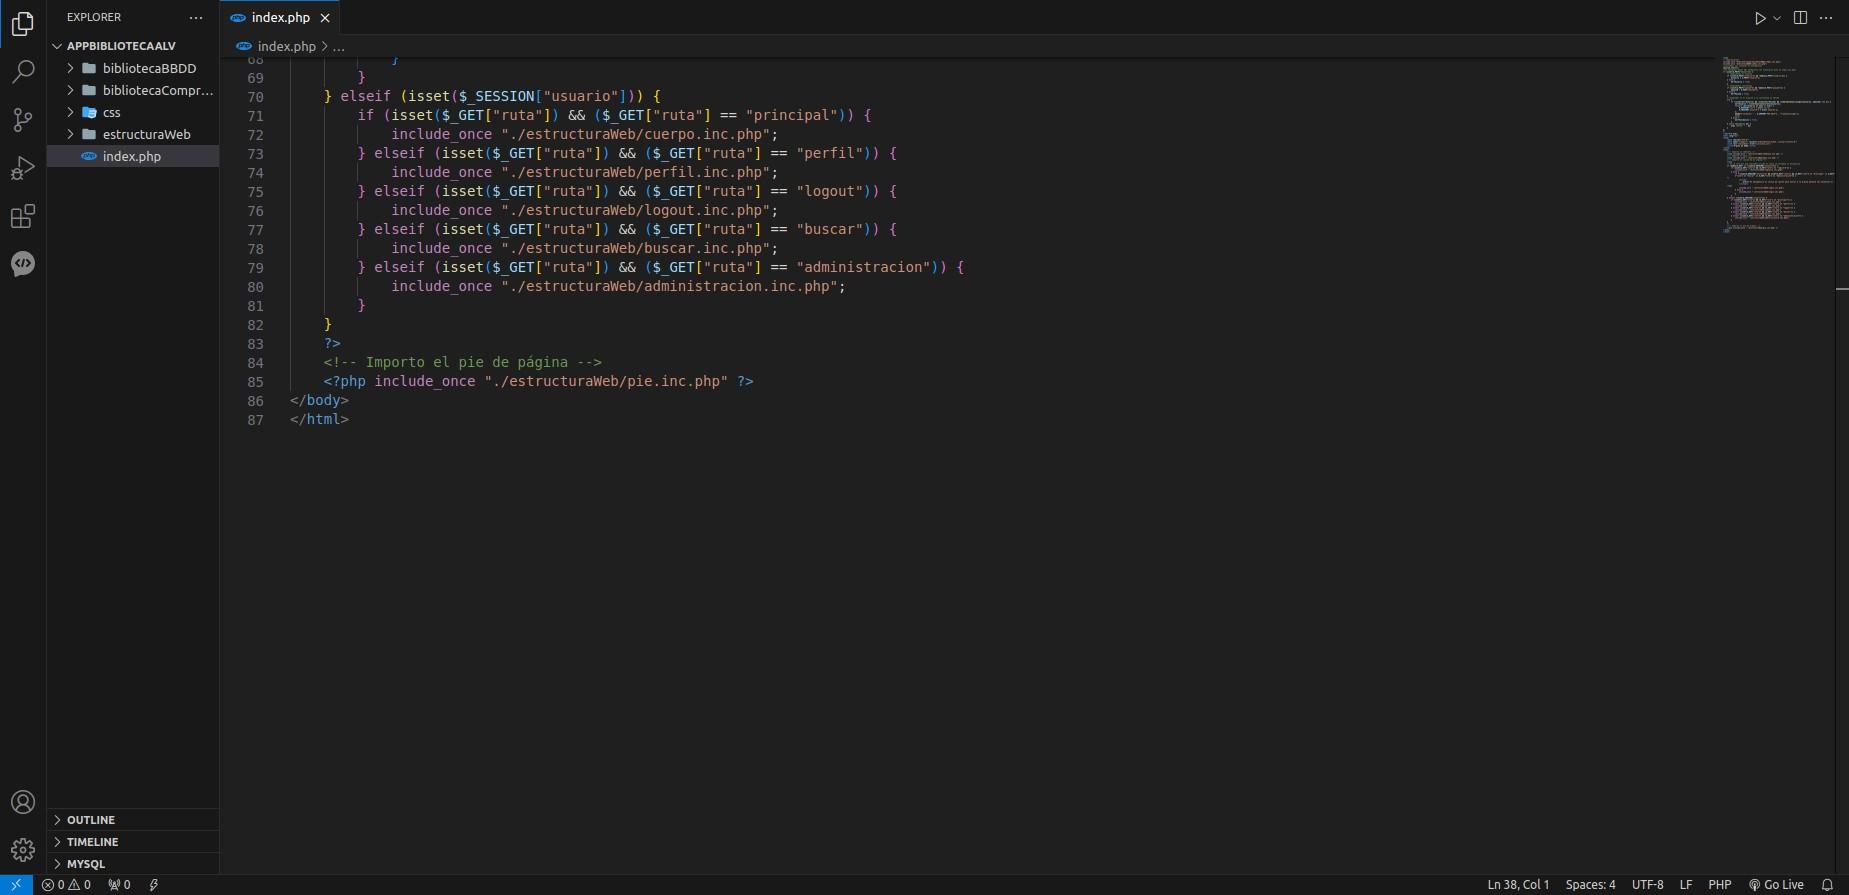 EXPLORER
index.php
APPBIBLIOTECAALV
index.php > ...
bibliotecaBBDD
bibliotecaCompr...
css
estructuraWeb
index.php
68 }
69 }
70 } elseif (isset($_SESSION["usuario"])) {
71 if (isset($_GET["ruta"]) && ($_GET["ruta"] == "principal")) {
72 include_once "./estructuraWeb/cuerpo.inc.php";
73 } elseif (isset($_GET["ruta"]) && ($_GET["ruta"] == "perfil")) {
74 include_once "./estructuraWeb/perfil.inc.php";
75 } elseif (isset($_GET["ruta"]) && ($_GET["ruta"] == "logout")) {
76 include_once "./estructuraWeb/logout.inc.php";
77 } elseif (isset($_GET["ruta"]) && ($_GET["ruta"] == "buscar")) {
78 include_once "./estructuraWeb/buscar.inc.php";
79 } elseif (isset($_GET["ruta"]) && ($_GET["ruta"] == "administracion")) {
80 include_once "./estructuraWeb/administracion.inc.php";
81 }
82 }
83 ?>
84 <!-- Importo el pie de página -->
85 <?php include_once "./estructuraWeb/pie.inc.php" ?>
86 </body>
87 </html>
OUTLINE
TIMELINE
MYSQL
0 0 0 Ln 38, Col 1 Spaces: 4 UTF-8 LF PHP Go Live